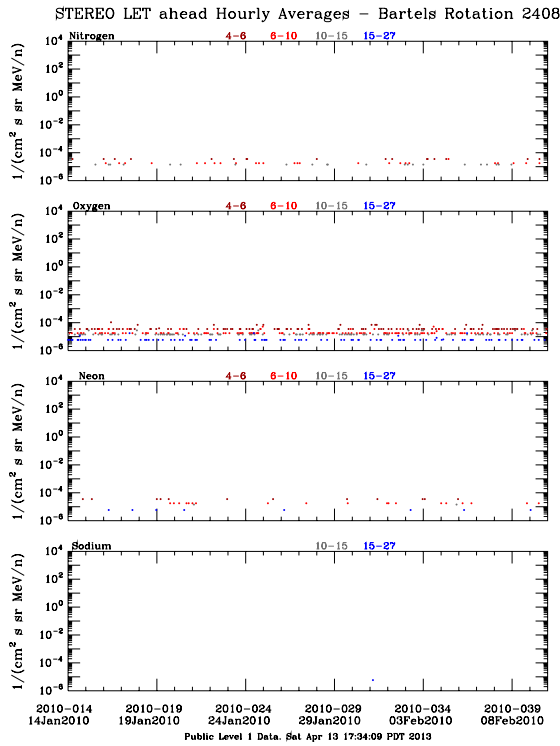 STEREO LET ahead Hourly Averages - Bartels Rotation 2408
Nitrogen 4-6 6-10 10-15 15-27
10^4
10^2
10^0
10^-2
10^-4
10^-6
1/(cm^2 s sr MeV/n)
Oxygen 4-6 6-10 10-15 15-27
10^4
10^2
10^0
10^-2
10^-4
10^-6
1/(cm^2 s sr MeV/n)
Neon 4-6 6-10 10-15 15-27
10^4
10^2
10^0
10^-2
10^-4
10^-6
1/(cm^2 s sr MeV/n)
Sodium 10-15 15-27
10^4
10^2
10^0
10^-2
10^-4
10^-6
1/(cm^2 s sr MeV/n)
2010-014 2010-019 2010-024 2010-029 2010-034 2010-039
14Jan2010 19Jan2010 24Jan2010 29Jan2010 03Feb2010 08Feb2010
Public Level 1 Data. Sat Apr 13 17:34:09 PDT 2013